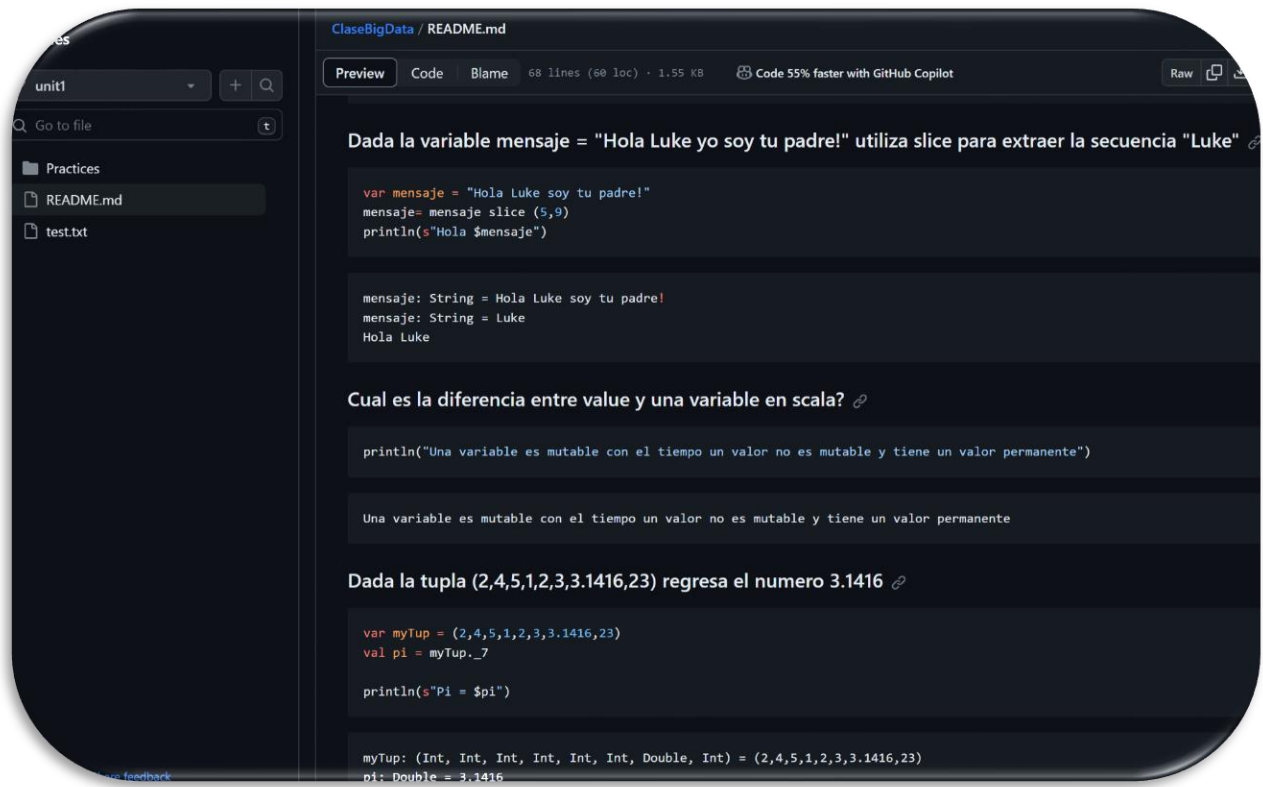 ClaseBigData / README.md
unit1
Go to file
t
Practices
README.md
test.txt
feedback
Preview Code Blame 68 lines (60 loc) · 1.55 KB Code 55% faster with GitHub Copilot Raw
Dada la variable mensaje = "Hola Luke yo soy tu padre!" utiliza slice para extraer la secuencia "Luke"
var mensaje = "Hola Luke soy tu padre!"
mensaje= mensaje slice (5,9)
println(s"Hola $mensaje")
mensaje: String = Hola Luke soy tu padre!
mensaje: String = Luke
Hola Luke
Cual es la diferencia entre value y una variable en scala?
println("Una variable es mutable con el tiempo un valor no es mutable y tiene un valor permanente")
Una variable es mutable con el tiempo un valor no es mutable y tiene un valor permanente
Dada la tupla (2,4,5,1,2,3,3.1416,23) regresa el numero 3.1416
var myTup = (2,4,5,1,2,3,3.1416,23)
val pi = myTup._7
println(s"Pi = $pi")
myTup: (Int, Int, Int, Int, Int, Int, Double, Int) = (2,4,5,1,2,3,3.1416,23)
pi: Double = 3.1416